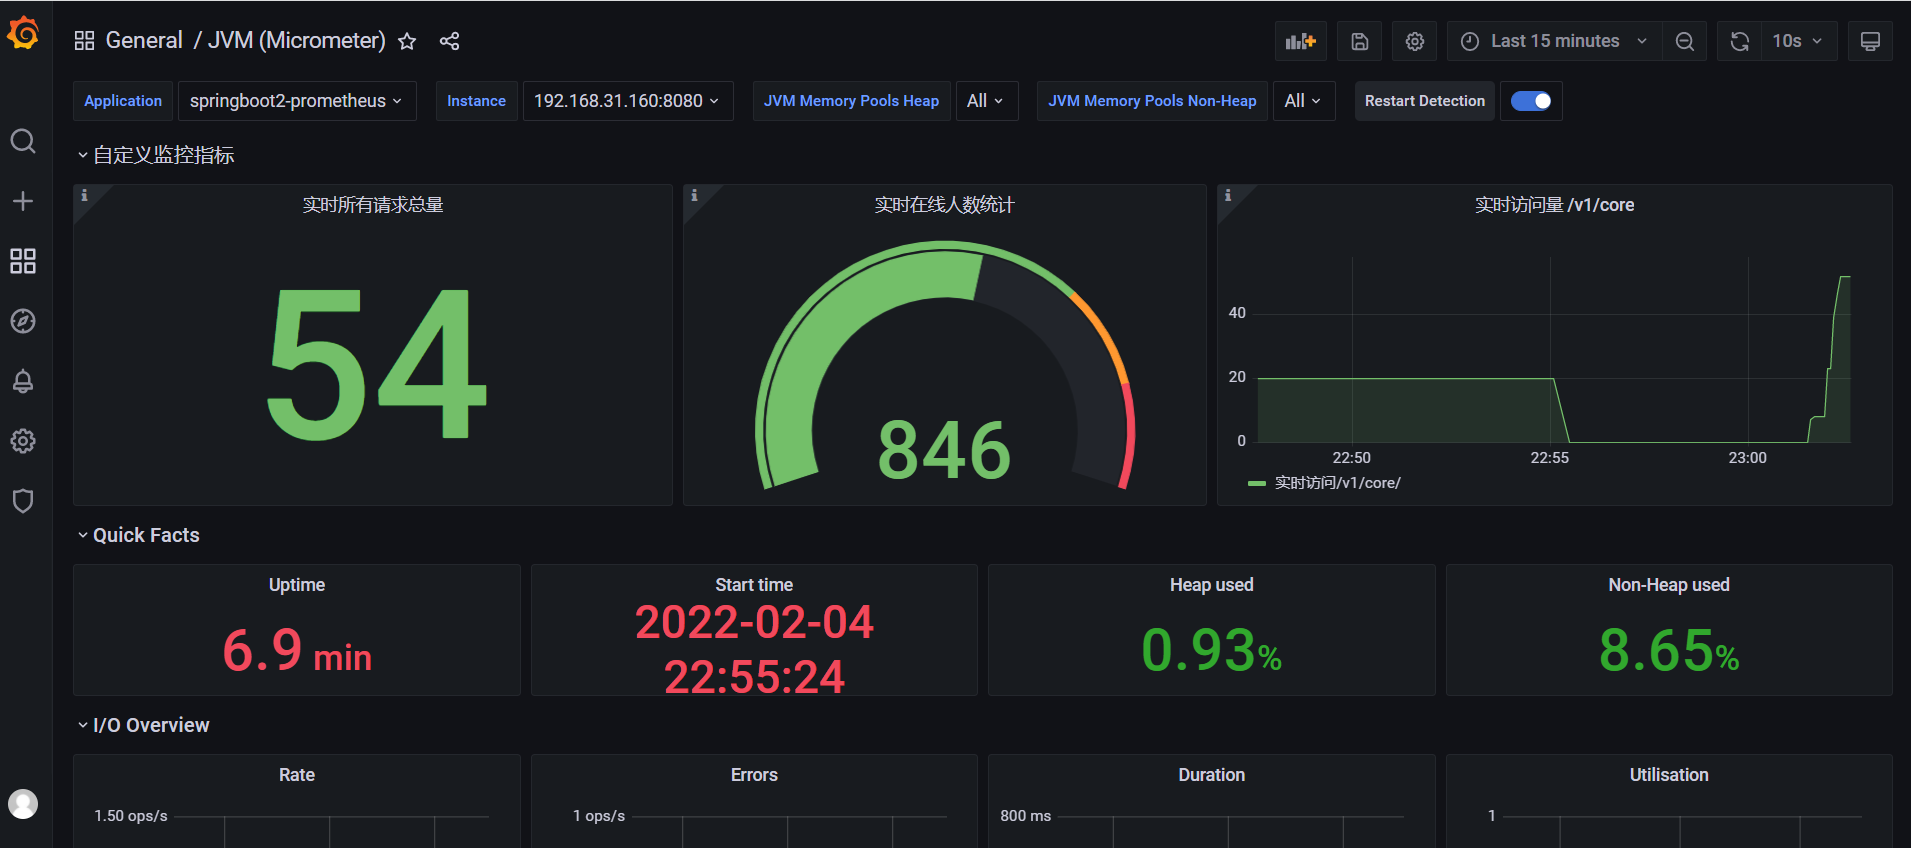 General / JVM (Micrometer)
Last 15 minutes
10s
Application springboot2-prometheus Instance 192.168.31.160:8080 JVM Memory Pools Heap All JVM Memory Pools Non-Heap All Restart Detection
自定义监控指标
实时所有请求总量
54
实时在线人数统计
846
实时访问量 /v1/core
40
20
0
22:50 22:55 23:00
实时访问/v1/core/
Quick Facts
Uptime
6.9 min
Start time
2022-02-04
22:55:24
Heap used
0.93%
Non-Heap used
8.65%
I/O Overview
Rate
1.50 ops/s
Errors
1 ops/s
Duration
800 ms
Utilisation
1